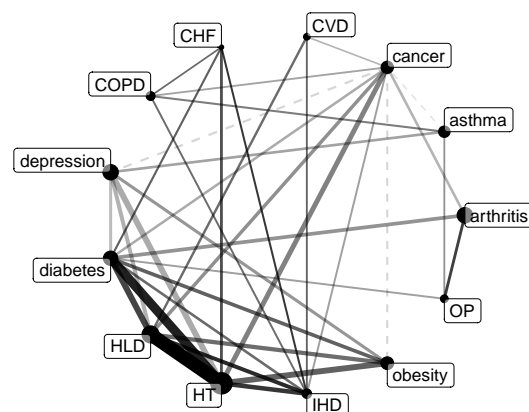 CHF
CVD
cancer
COPD
asthma
depression
arthritis
diabetes
OP
HLD
obesity
HT
IHD